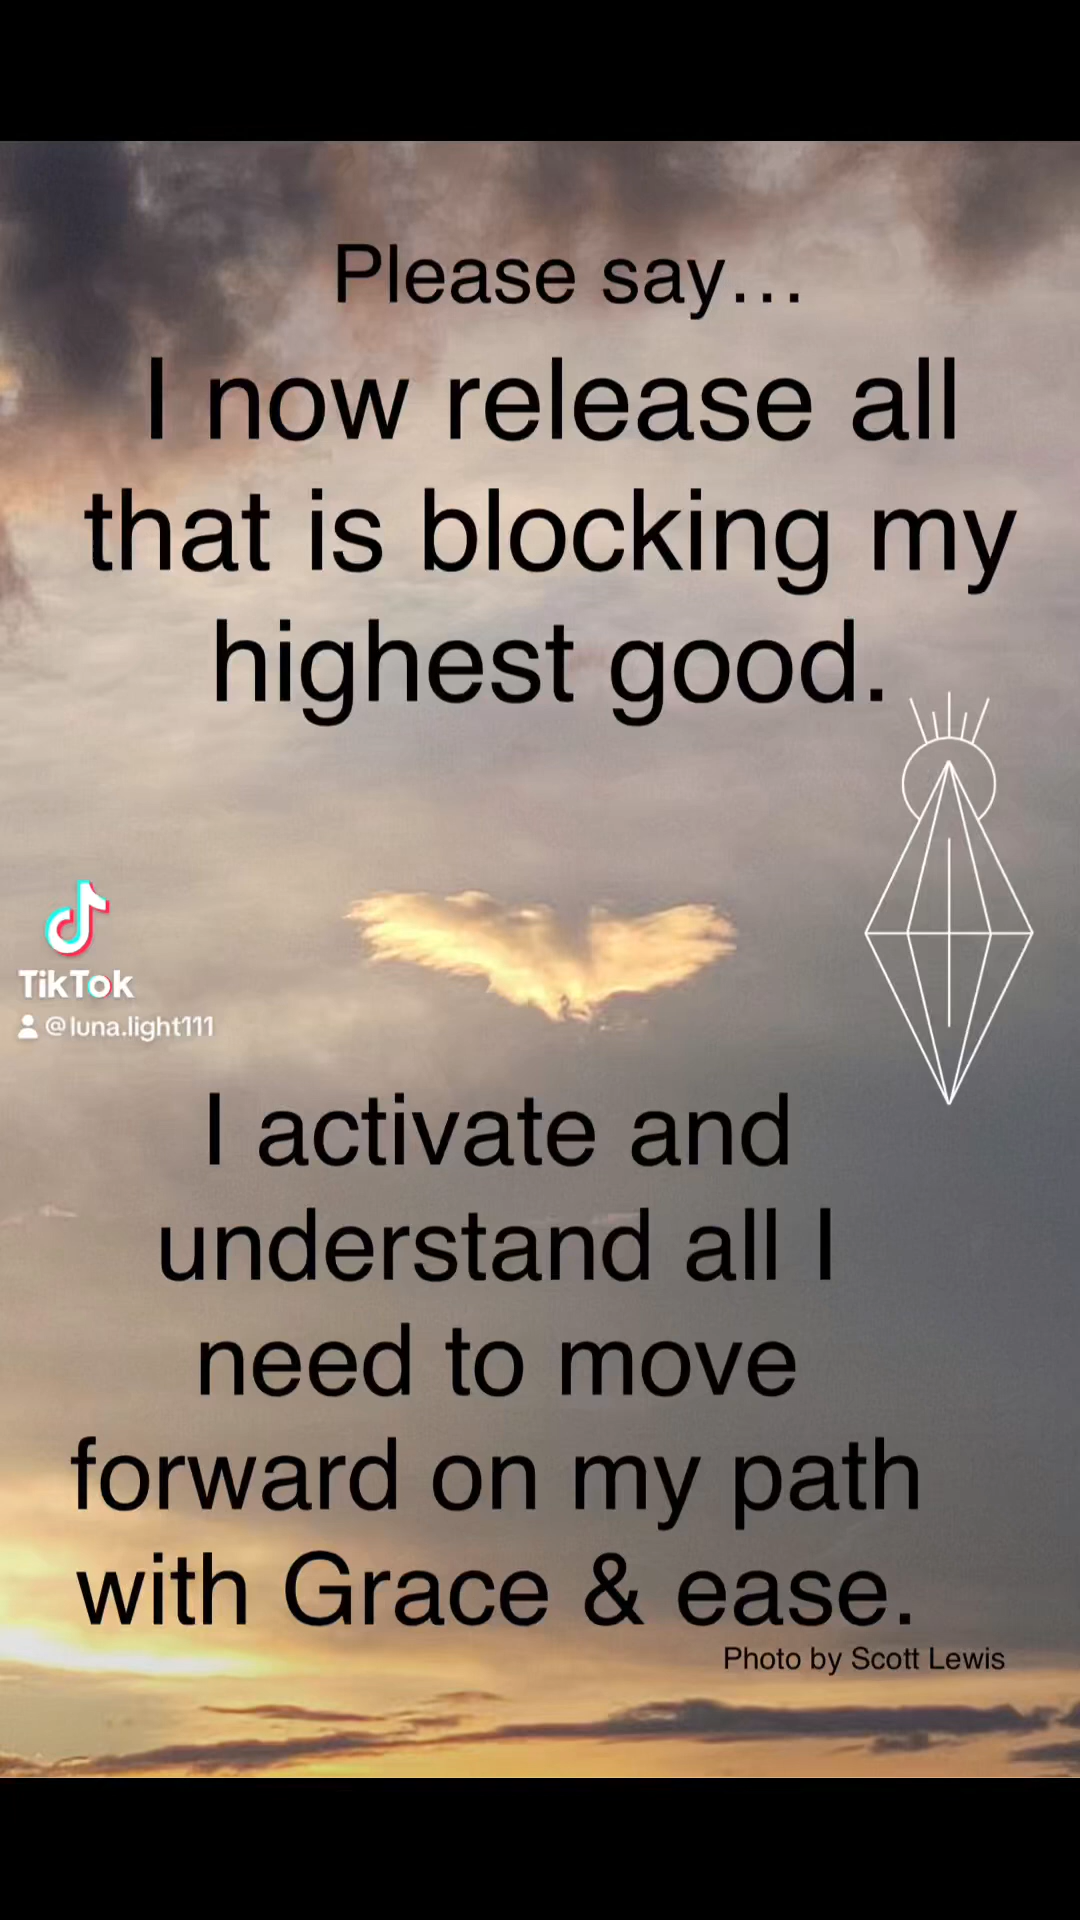 Please say...
I now release all
that is blocking my
highest good.
TikTok
@luna.light111
I activate and
understand all I
need to move
forward on my path
with Grace & ease.
Photo by Scott Lewis